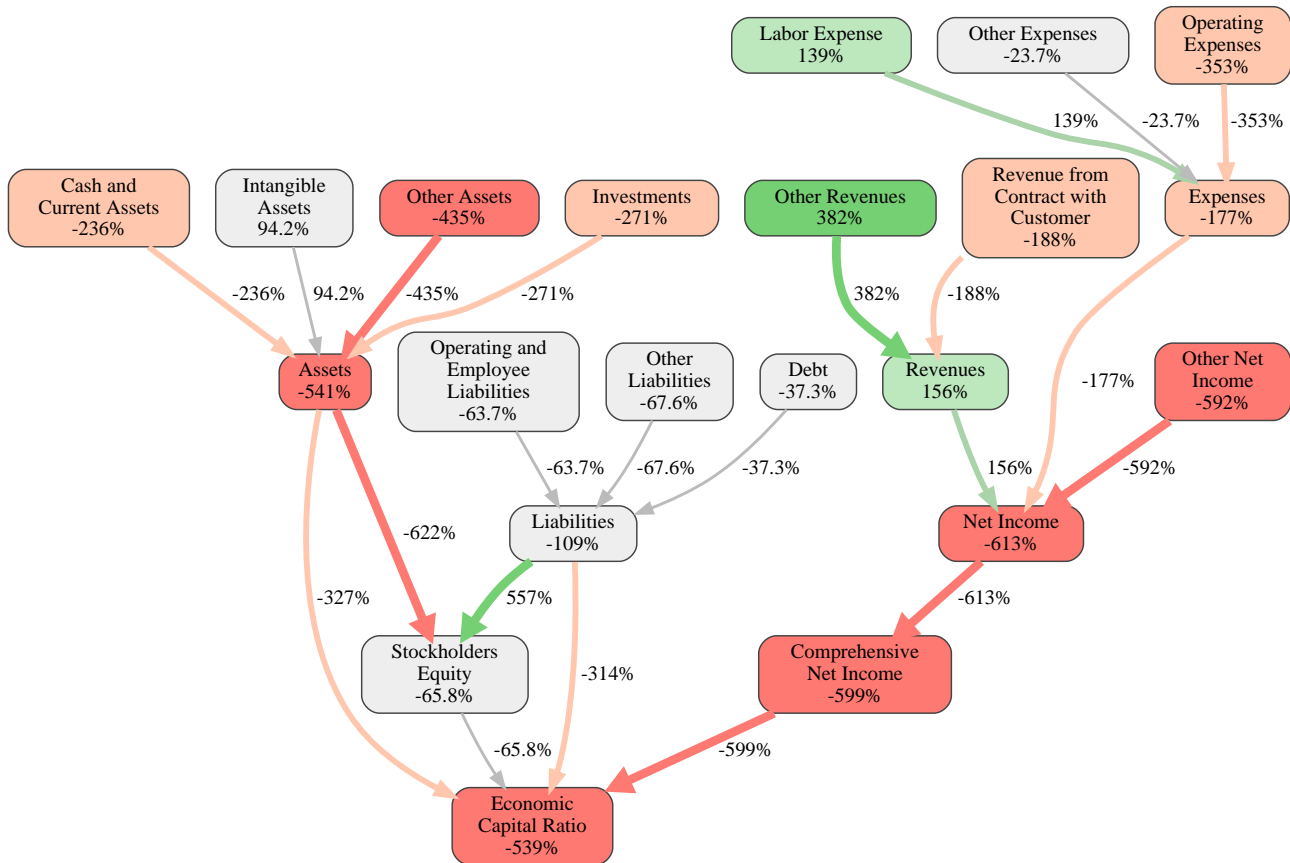 Labor Expense
139%
Other Expenses
-23.7%
Operating
Expenses
-353%
139%
-23.7%
-353%
Cash and
Current Assets
-236%
Intangible
Assets
94.2%
Other Assets
-435%
Investments
-271%
Other Revenues
382%
Revenue from
Contract with
Customer
-188%
Expenses
-177%
-236%
94.2%
-435%
-271%
382%
-188%
Assets
-541%
Operating and
Employee
Liabilities
-63.7%
Other
Liabilities
-67.6%
Debt
-37.3%
Revenues
156%
-177%
Other Net
Income
-592%
-63.7%
-67.6%
-37.3%
156%
-592%
-622%
Liabilities
-109%
Net Income
-613%
-327%
557%
-613%
Stockholders
Equity
-65.8%
-314%
Comprehensive
Net Income
-599%
-65.8%
-599%
Economic
Capital Ratio
-539%